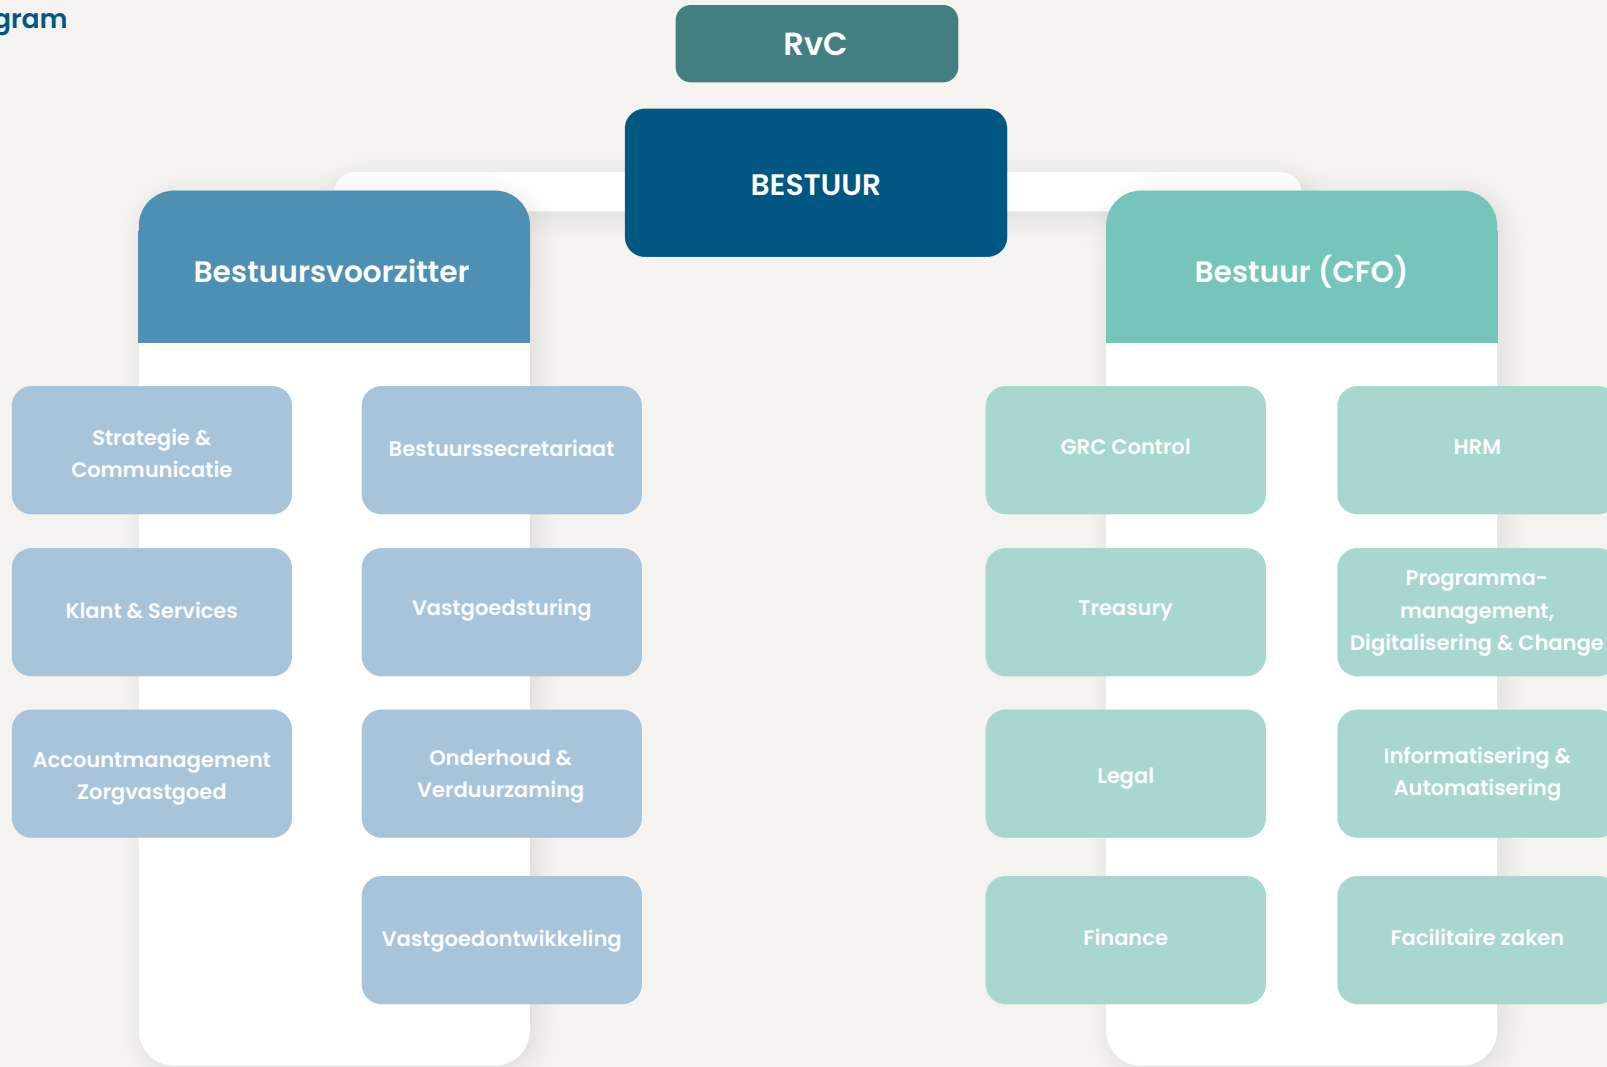 gram
RvC
BESTUUR
Bestuursvoorzitter
Bestuur (CFO)
Strategie &
Communicatie
Bestuurssecretariaat
Klant & Services
Vastgoedsturing
Accountmanagement
Zorgvastgoed
Onderhoud &
Verduurzaming
Vastgoedontwikkeling
GRC Control
HRM
Treasury
Programma-
management,
Digitalisering & Change
Legal
Informatisering &
Automatisering
Finance
Facilitaire zaken